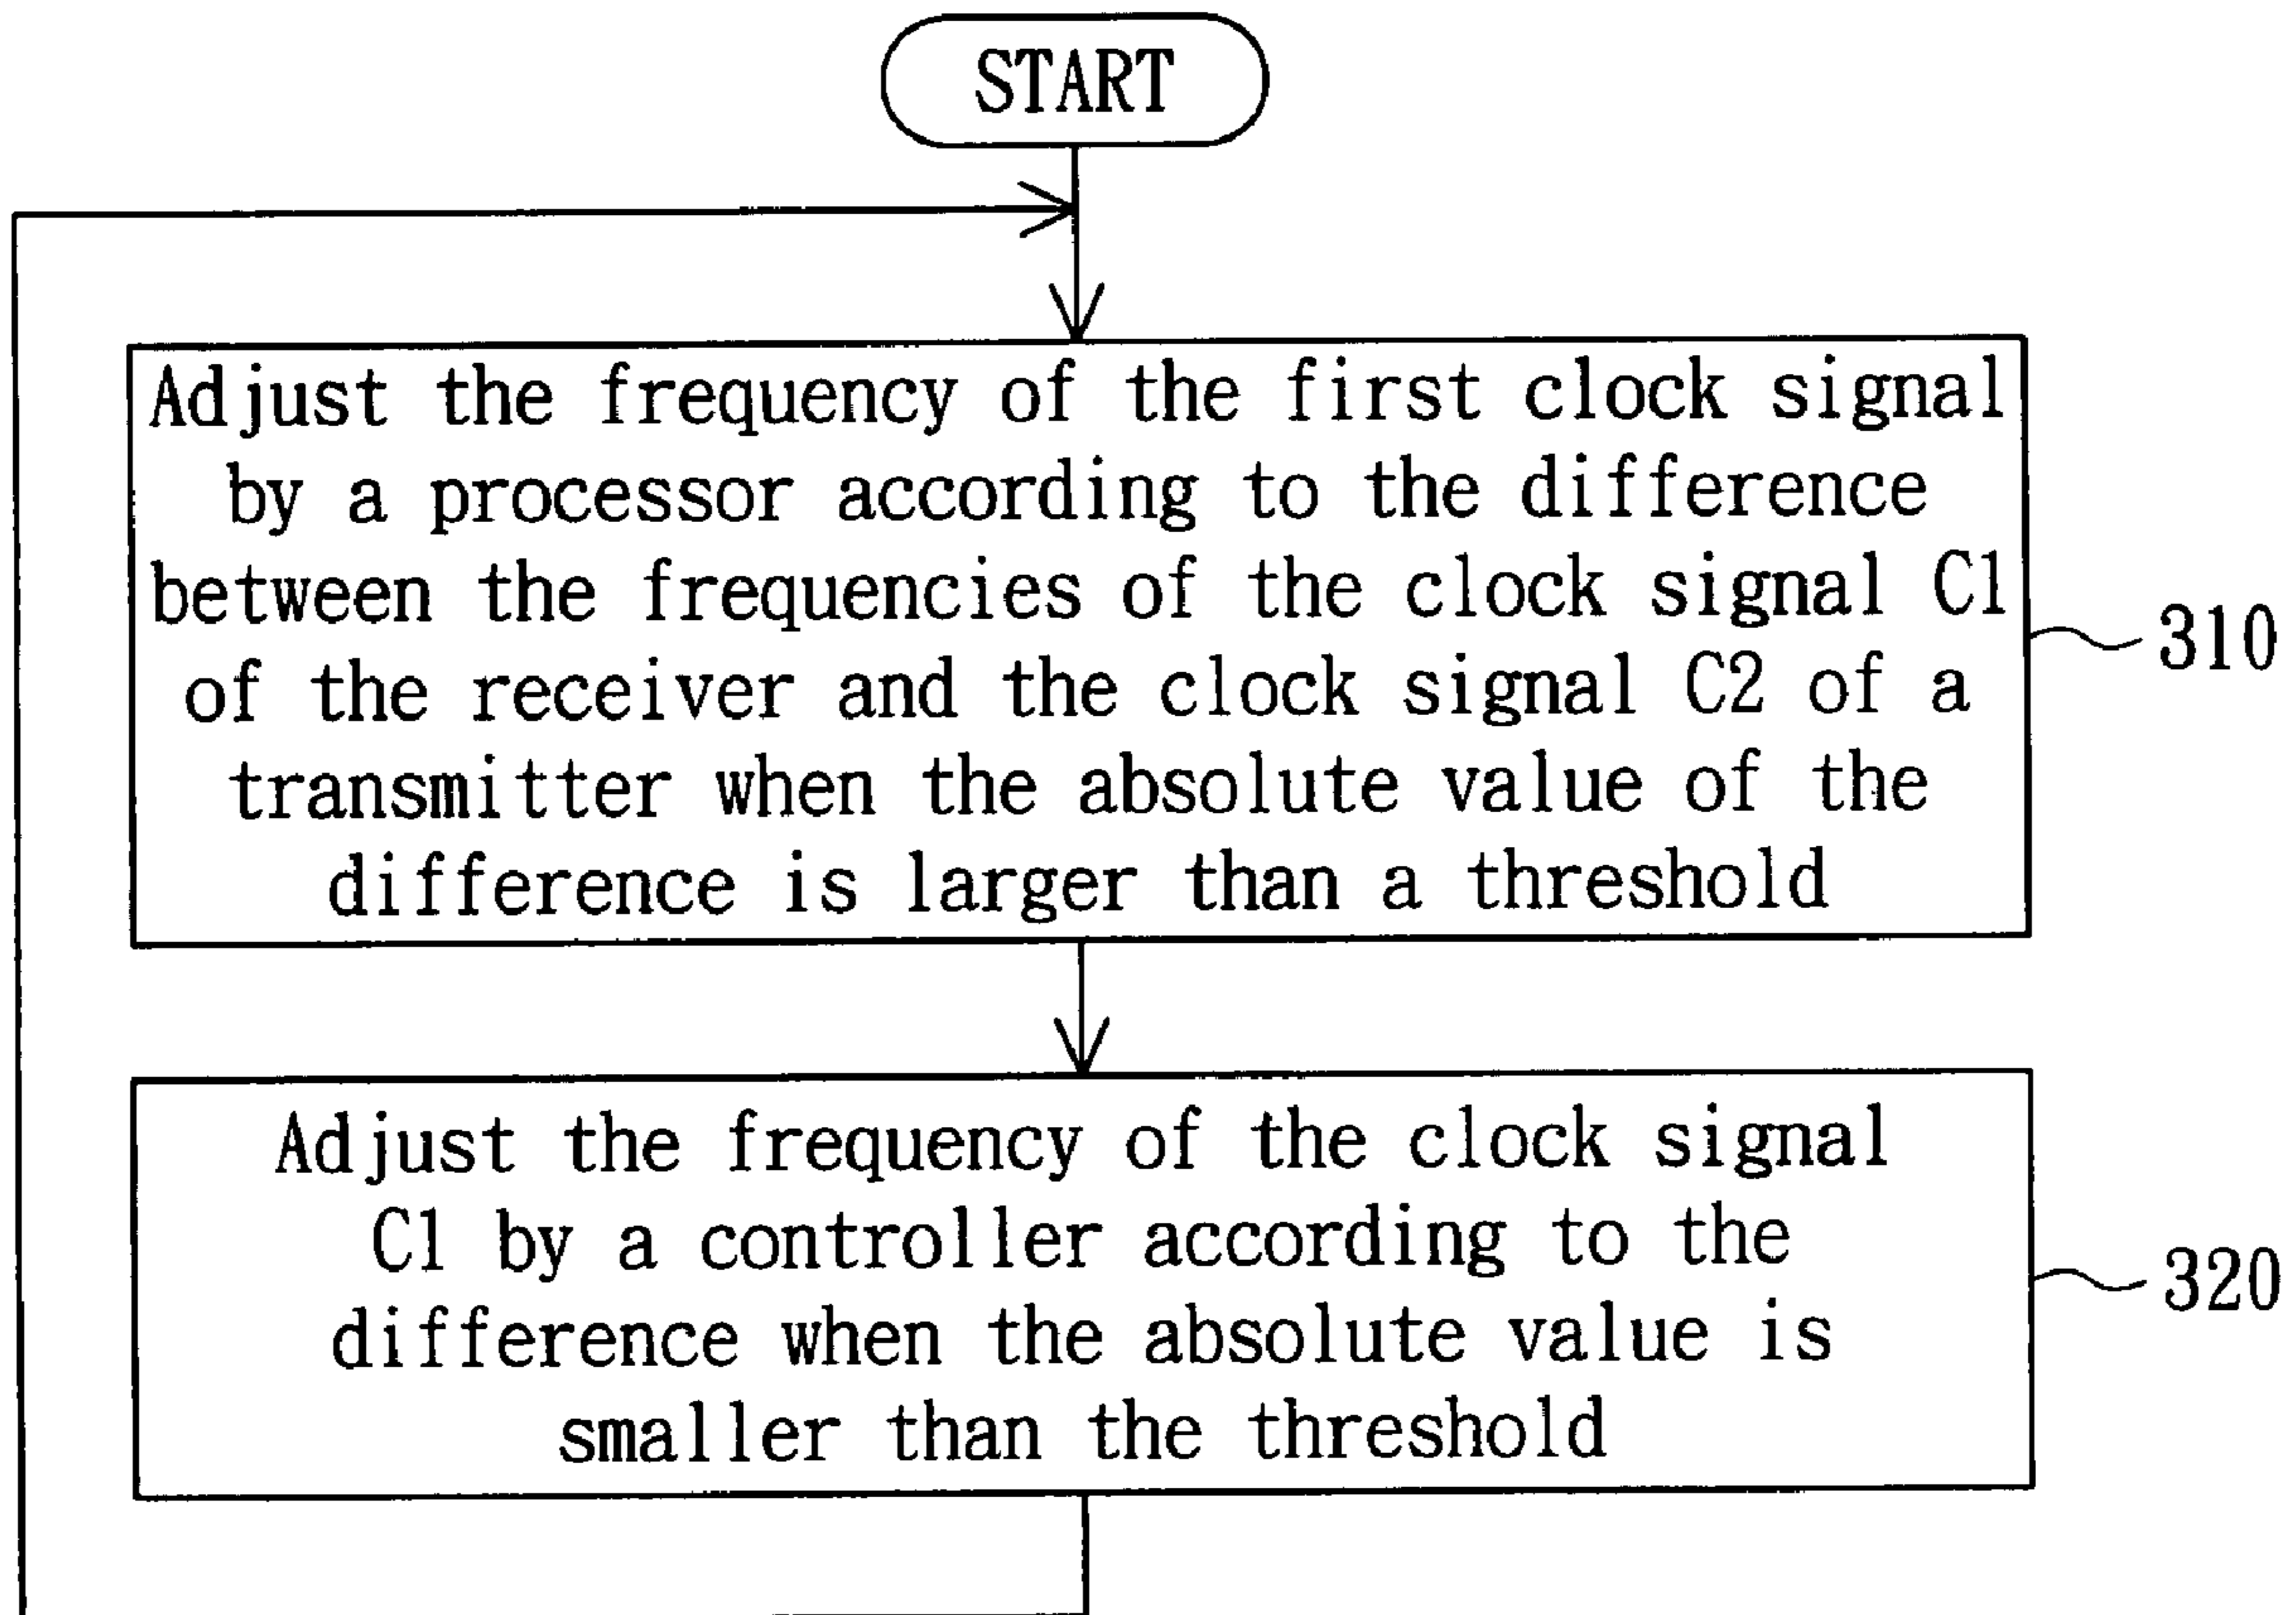 START
Adjust the frequency of the first clock signal
by a processor according to the difference
between the frequencies of the clock signal C1
of the receiver and the clock signal C2 of a
transmitter when the absolute value of the
difference is larger than a threshold
310
Adjust the frequency of the clock signal
C1 by a controller according to the
difference when the absolute value is
smaller than the threshold
320